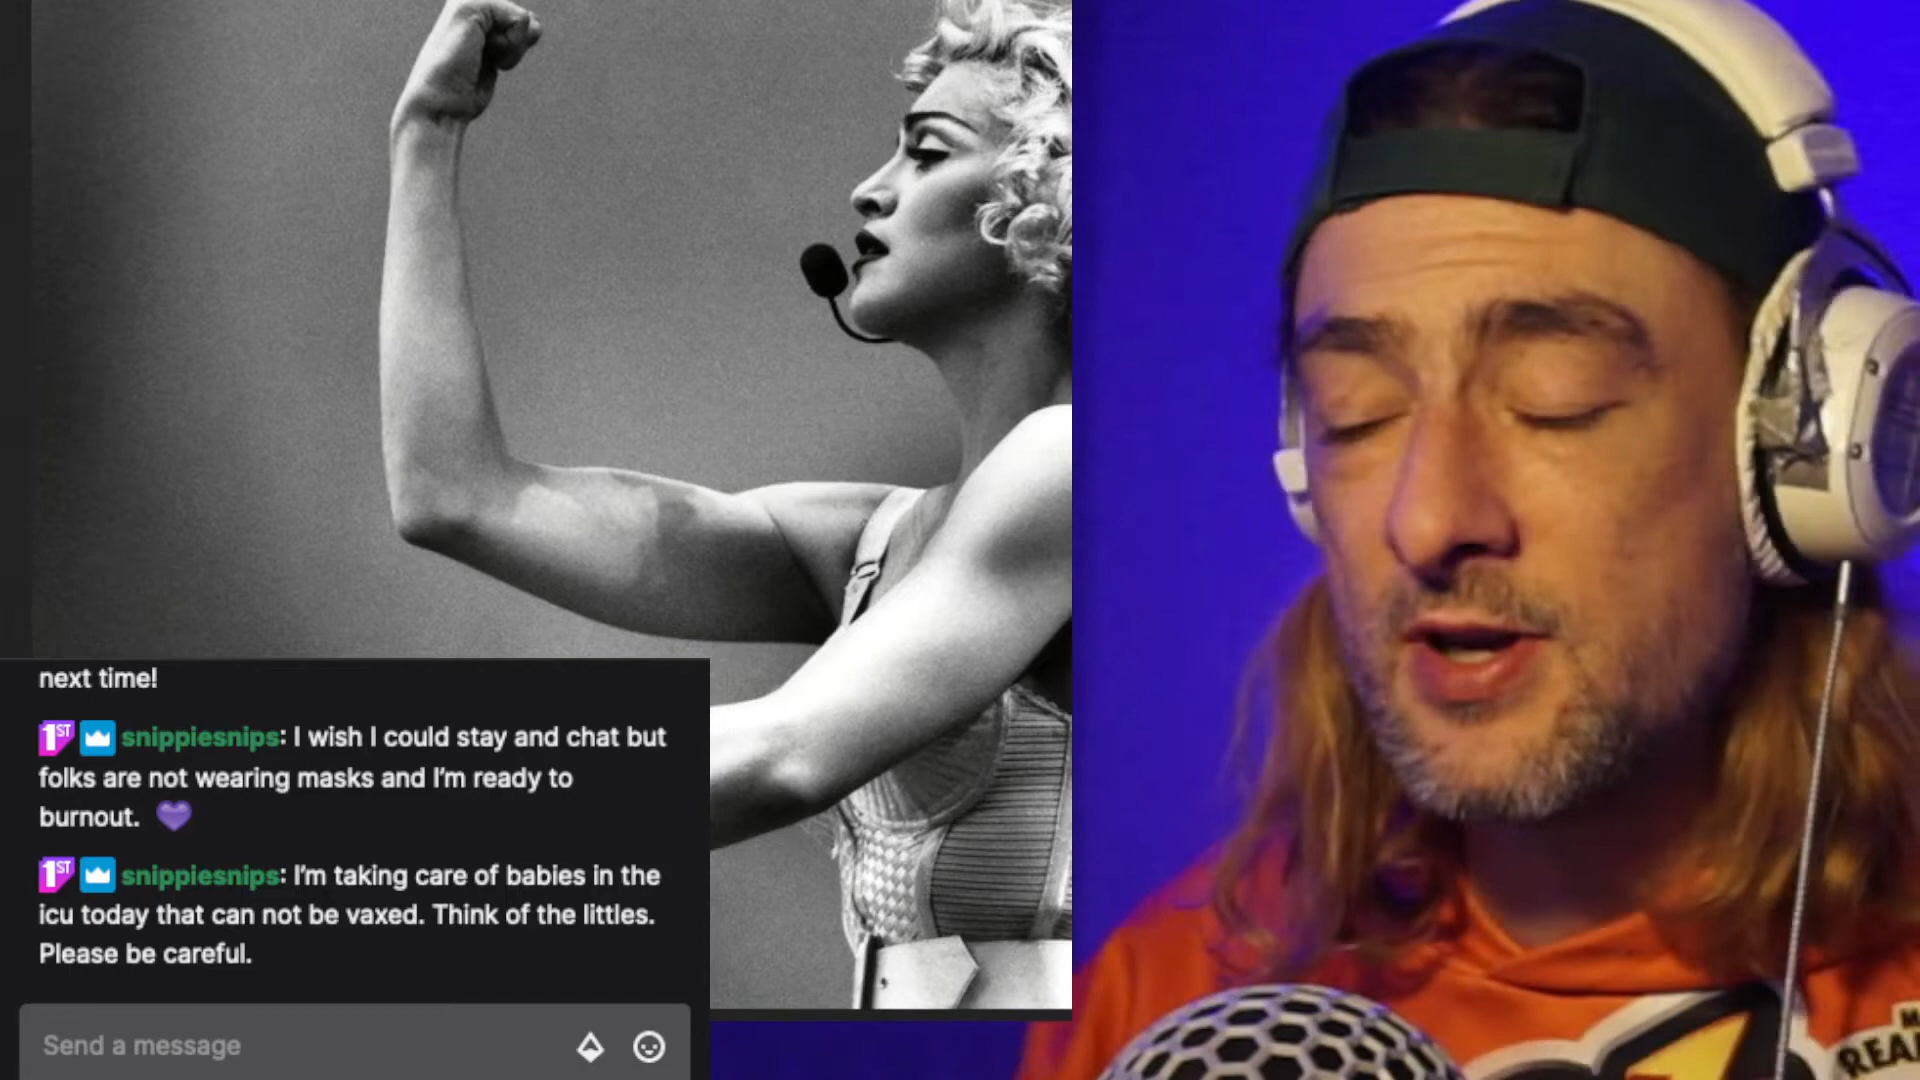 next time!
1ST snippiesnips: I wish I could stay and chat but
folks are not wearing masks and I'm ready to
burnout.
1ST snippiesnips: I'm taking care of babies in the
icu today that can not be vaxed. Think of the littles.
Please be careful.
Send a message